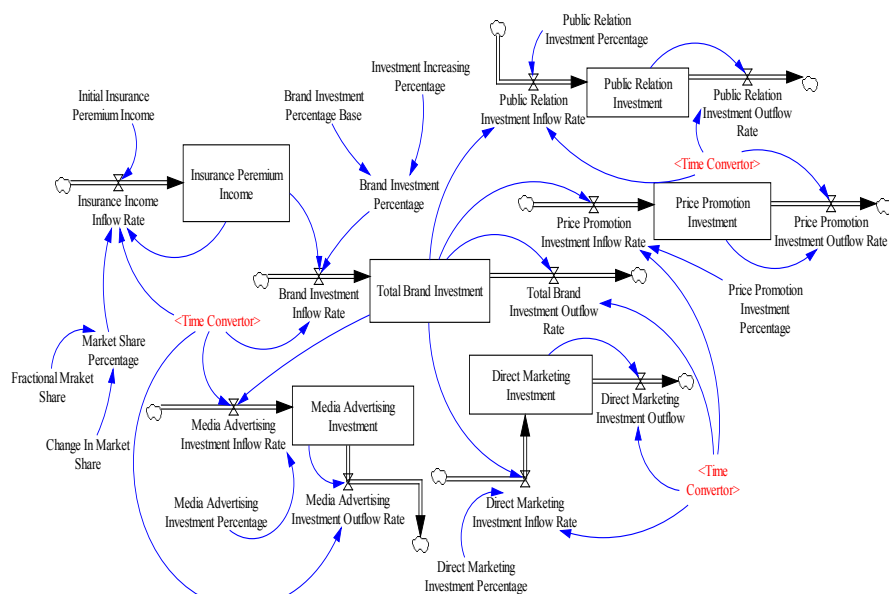 Public Relation
Investment Percentage
Investment Increasing
Percentage
Brand Investment
Percentage Base
Initial Insurance
Peremium Income
Public Relation
Investment Inflow Rate
Public Relation
Investment
Public Relation
Investment Outflow
Rate
<Time Convertor>
Insurance Peremium
Income
Insurance Income
Inflow Rate
Brand Investment
Percentage
Price Promotion
Investment Inflow Rate
Price Promotion
Investment
Price Promotion
Investment Outflow Rate
Brand Investment
Inflow Rate
Total Brand Investment
Total Brand
Investment Outflow
Rate
Price Promotion
Investment
Percentage
<Time Convertor>
Market Share
Percentage
Fractional Mraket
Share
Change In Market
Share
Media Advertising
Investment Inflow Rate
Media Advertising
Investment
Direct Marketing
Investment
Direct Marketing
Investment Outflow
<Time
Convertor>
Media Advertising
Investment Percentage
Media Advertising
Investment Outflow Rate
Direct Marketing
Investment Inflow Rate
Direct Marketing
Investment Percentage